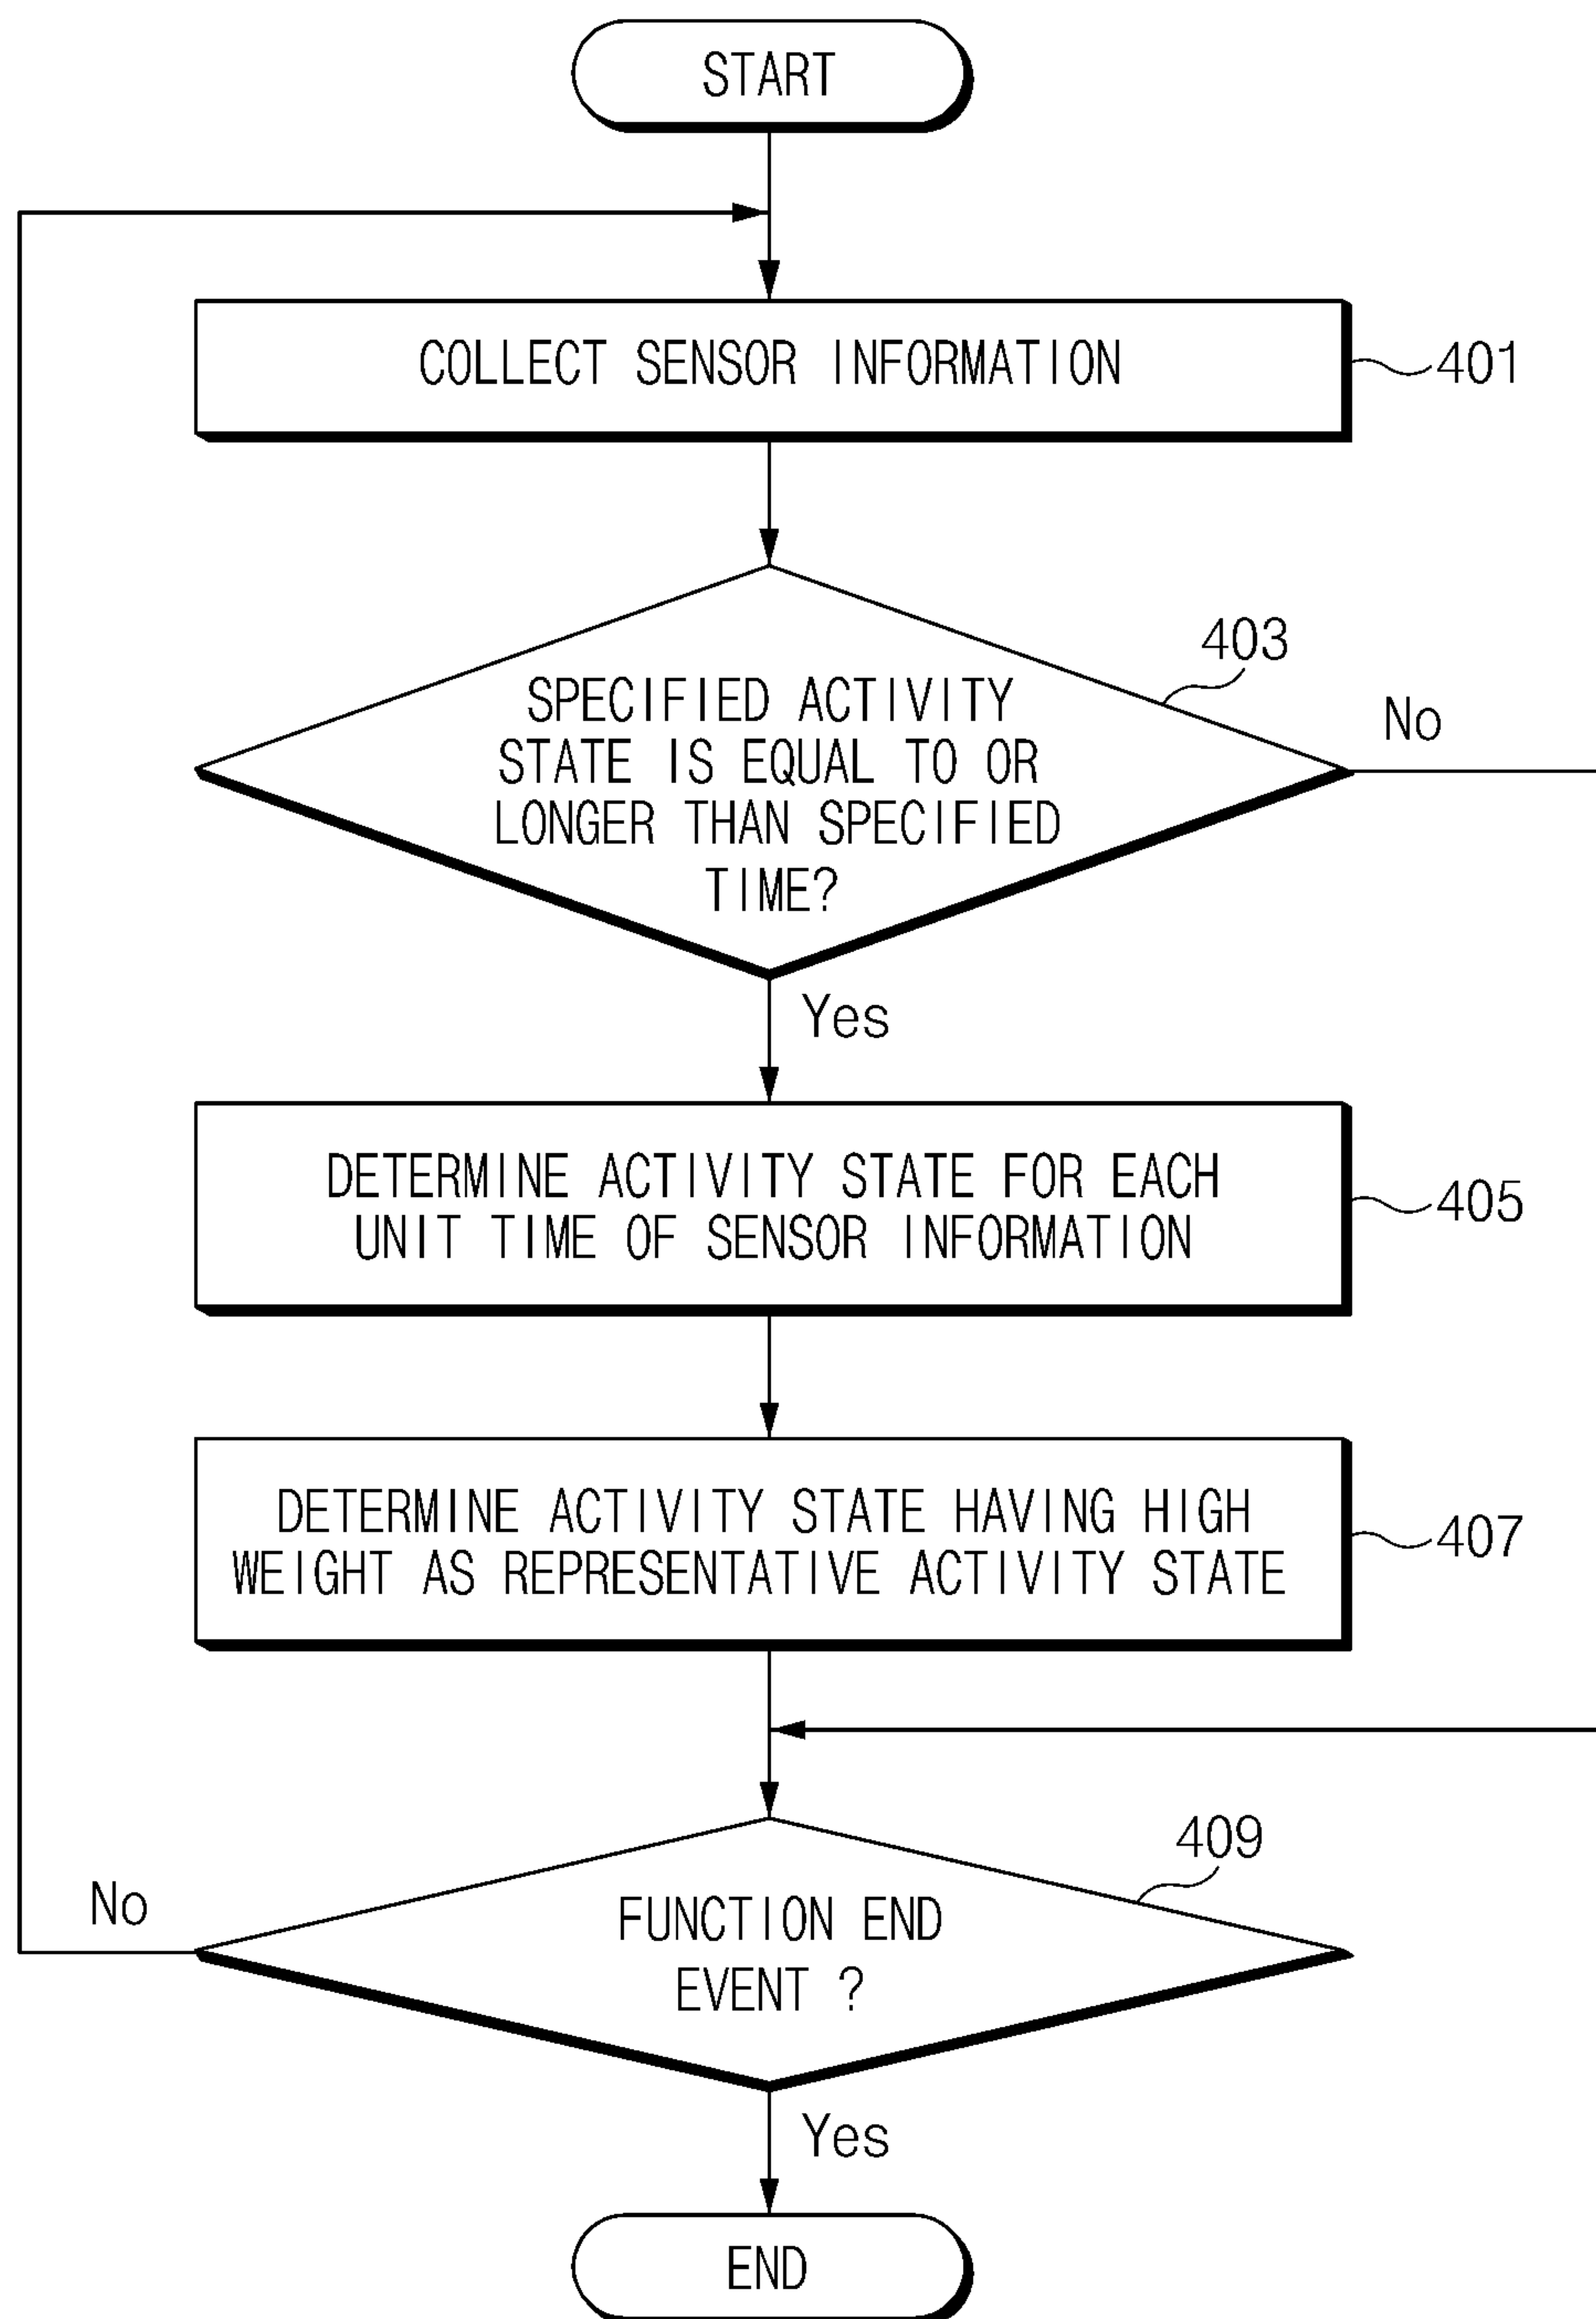 START
COLLECT SENSOR INFORMATION
401
403
SPECIFIED ACTIVITY
STATE IS EQUAL TO OR
LONGER THAN SPECIFIED
TIME?
No
Yes
DETERMINE ACTIVITY STATE FOR EACH
UNIT TIME OF SENSOR INFORMATION
405
DETERMINE ACTIVITY STATE HAVING HIGH
WEIGHT AS REPRESENTATIVE ACTIVITY STATE
407
409
No
FUNCTION END
EVENT ?
Yes
END